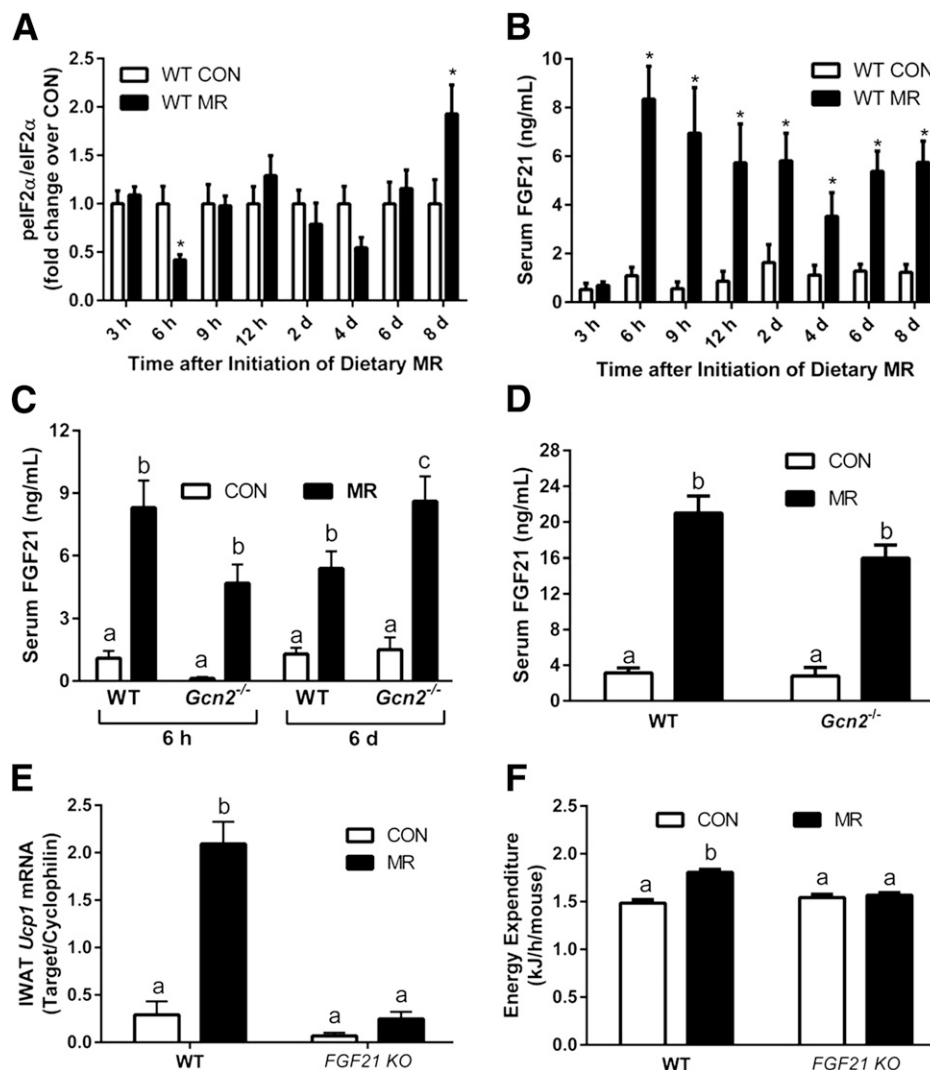 A
peIF2α/eIF2α
(fold change over CON)
2.5
2.0
1.5
1.0
0.5
0.0
WT CON
WT MR
*
*
3 h
6 h
9 h
12 h
2 d
4 d
6 d
8 d
Time after Initiation of Dietary MR
B
Serum FGF21 (ng/mL)
10
8
6
4
2
0
WT CON
WT MR
*
*
*
*
*
*
*
3 h
6 h
9 h
12 h
2 d
4 d
6 d
8 d
Time after Initiation of Dietary MR
C
Serum FGF21 (ng/mL)
12
9
6
3
0
CON
MR
a
b
a
b
a
b
a
c
WT
Gcn2-/-
WT
Gcn2-/-
6 h
6 d
D
Serum FGF21 (ng/mL)
28
24
20
16
12
8
4
0
CON
MR
a
b
a
b
WT
Gcn2-/-
E
IWAT Ucp1 mRNA
(Target/Cyclophilin)
2.5
2.0
1.5
1.0
0.5
0.0
CON
MR
a
b
a
a
WT
FGF21 KO
F
Energy Expenditure
(kJ/h/mouse)
2.5
2.0
1.5
1.0
0.5
0.0
CON
MR
a
b
a
a
WT
FGF21 KO